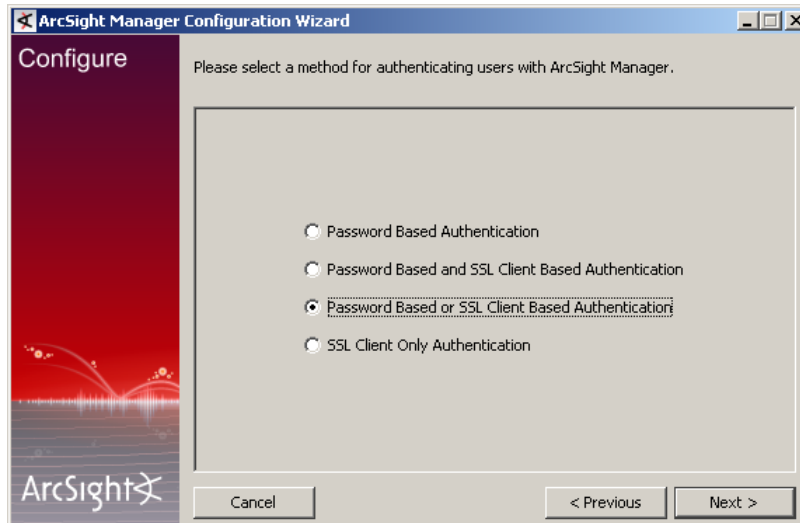 ArcSight Manager Configuration Wizard
Configure
Please select a method for authenticating users with ArcSight Manager.
Password Based Authentication
Password Based and SSL Client Based Authentication
Password Based or SSL Client Based Authentication
SSL Client Only Authentication
ArcSight
Cancel
< Previous
Next >